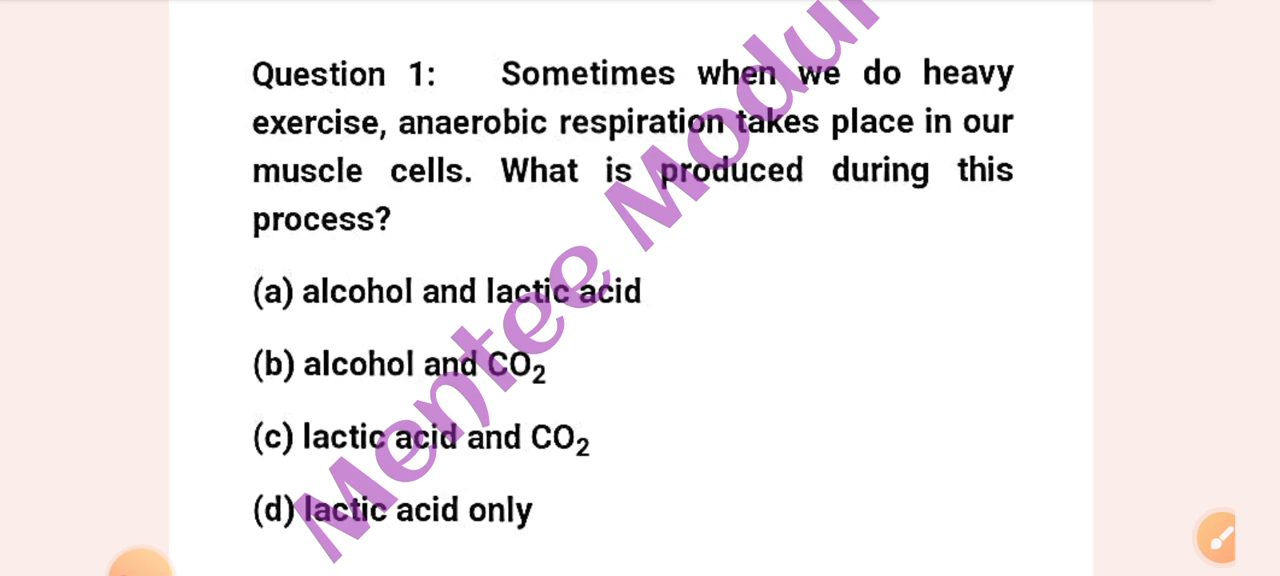 Question 1: Sometimes when we do heavy
exercise, anaerobic respiration takes place in our
muscle cells. What is produced during this
process?
(a) alcohol and lactic acid
(b) alcohol and CO₂
(c) lactic acid and CO₂
(d) lactic acid only
Mentee